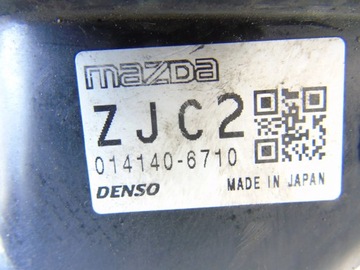 mazda
ZJC2
014140-6710
DENSO MADE IN JAPAN